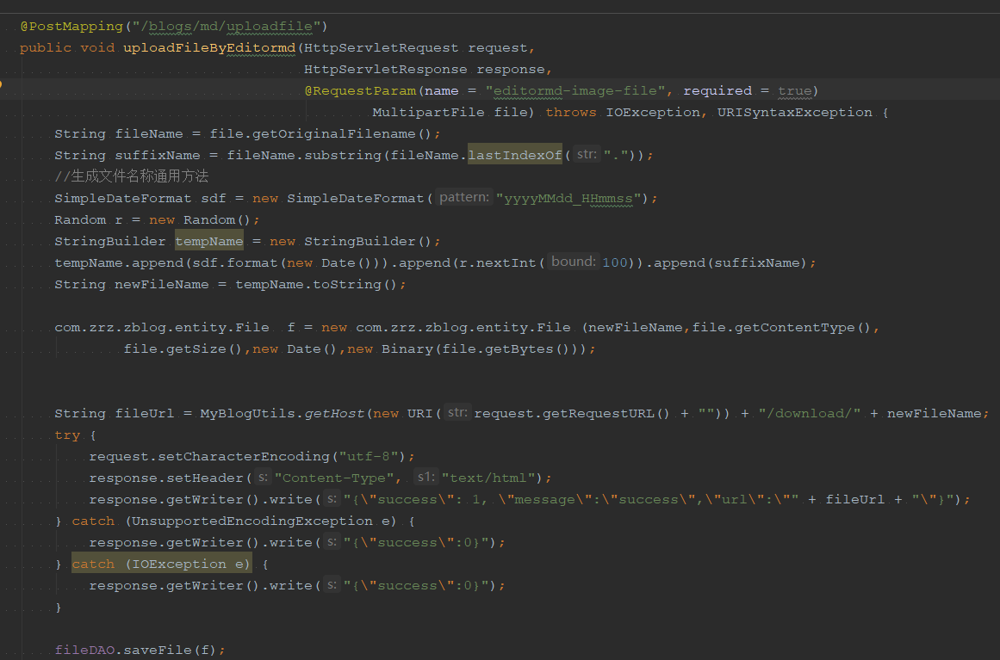 @PostMapping("/blogs/md/uploadfile")
public void uploadFileByEditormd(HttpServletRequest request,
HttpServletResponse response,
@RequestParam(name = "editormd-image-file", required = true)
MultipartFile file) throws IOException, URISyntaxException {
String fileName = file.getOriginalFilename();
String suffixName = fileName.substring(fileName.lastIndexOf( str: "."));
//生成文件名称通用方法
SimpleDateFormat sdf = new SimpleDateFormat( pattern: "yyyyMMdd_HHmmss");
Random r = new Random();
StringBuilder tempName = new StringBuilder();
tempName.append(sdf.format(new Date())).append(r.nextInt( bound: 100)).append(suffixName);
String newFileName = tempName.toString();
com.zrz.zblog.entity.File  f = new com.zrz.zblog.entity.File (newFileName,file.getContentType(),
file.getSize(),new Date(),new Binary(file.getBytes()));
String fileUrl = MyBlogUtils.getHost(new URI( str: request.getRequestURL() + "")) + "/download/" + newFileName;
try {
request.setCharacterEncoding("utf-8");
response.setHeader( s: "Content-Type", s1: "text/html");
response.getWriter().write( s: "{\"success\": 1, \"message\":\"success\",\"url\":\"" + fileUrl + "\"}");
} catch (UnsupportedEncodingException e) {
response.getWriter().write( s: "{\"success\":0}");
} catch (IOException e) {
response.getWriter().write( s: "{\"success\":0}");
}
fileDAO.saveFile(f);